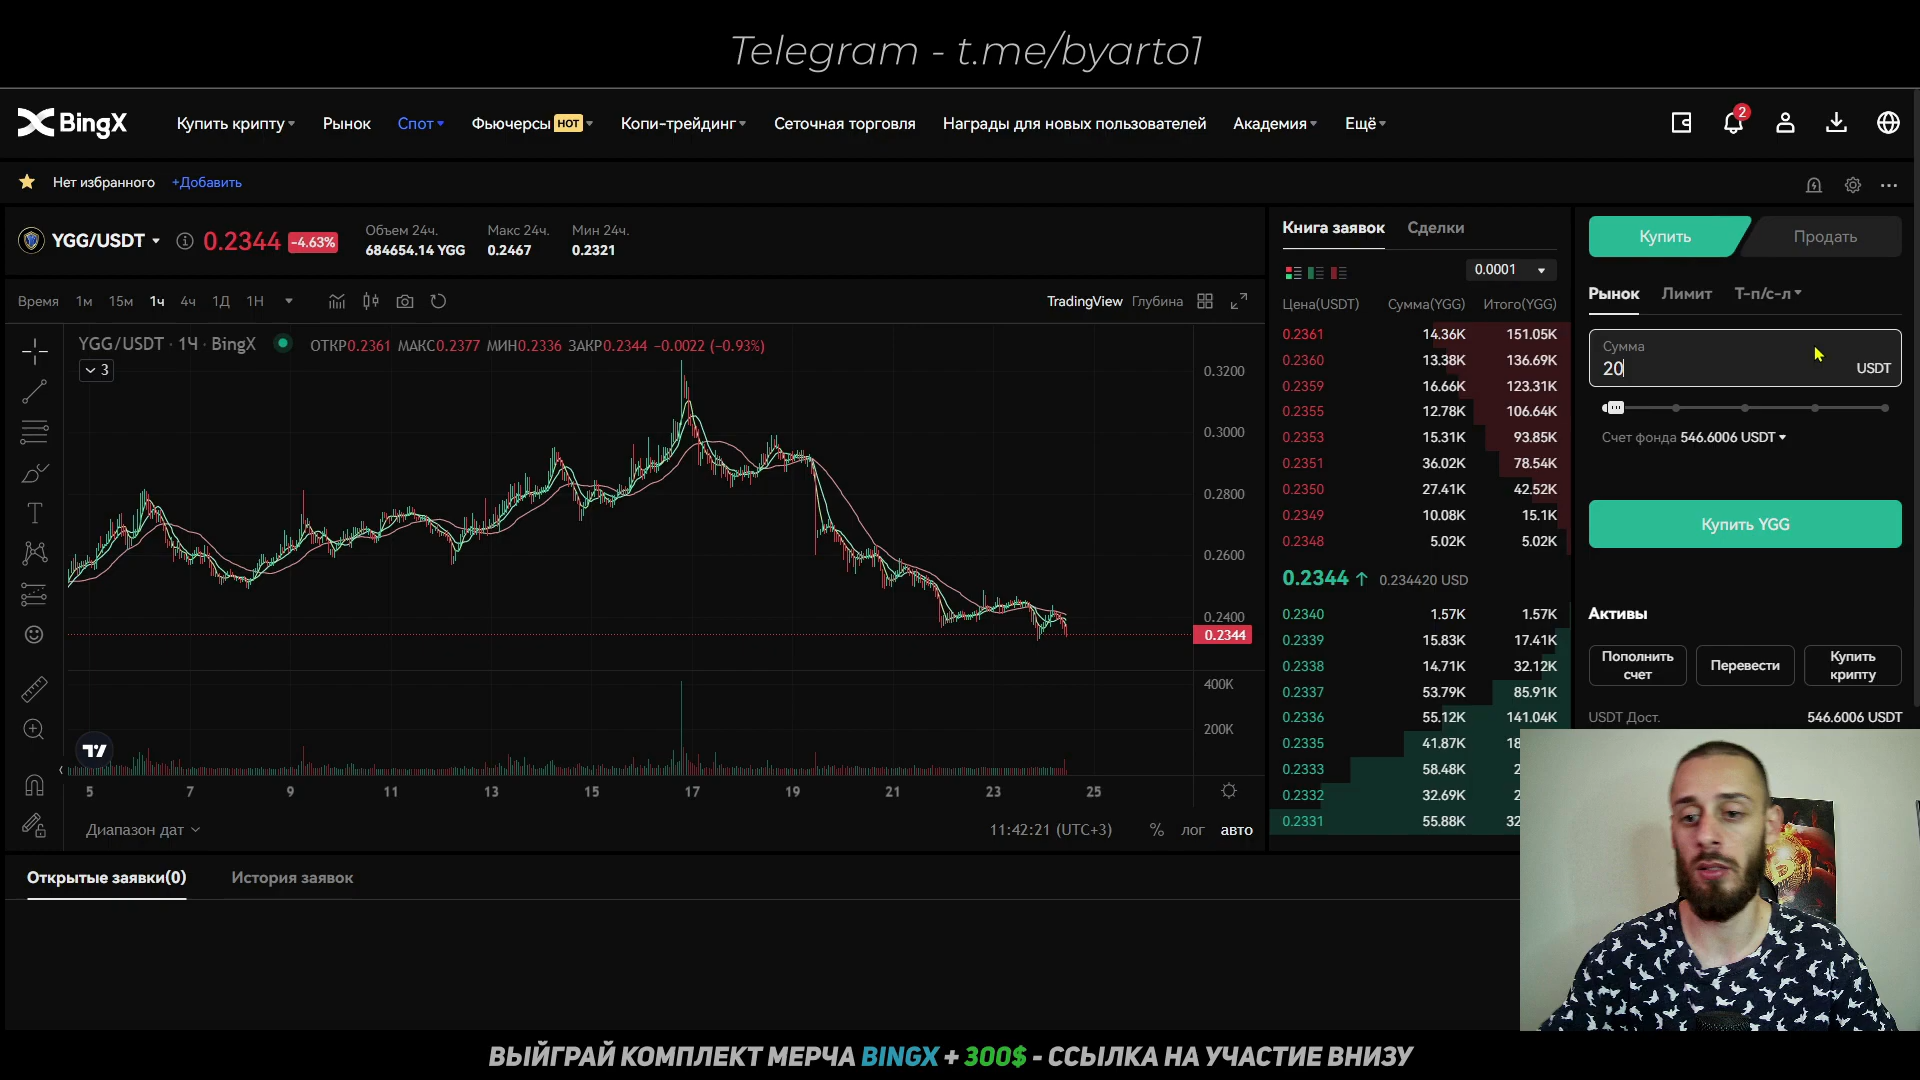 Telegram - t.me/byarto1
BingX
Купить крипту
Рынок
Спот
Фьючерсы HOT
Копи-трейдинг
Сеточная торговля
Награды для новых пользователей
Академия
Ещё
2
Нет избранного
+Добавить
YGG/USDT
0.2344 -4.63%
Объем 24ч.
684654.14 YGG
Макс 24ч.
0.2467
Мин 24ч.
0.2321
Время 1м 15м 1ч 4ч 1Д 1Н
TradingView Глубина
YGG/USDT · 1Ч · BingX
ОТКР0.2361 МАКС0.2377 МИН0.2336 ЗАКР0.2344 −0.0022 (−0.93%)
3
0.3200
0.3000
0.2800
0.2600
0.2400
0.2344
400K
200K
5 7 9 11 13 15 17 19 21 23 25
Диапазон дат
11:42:21 (UTC+3)
% лог авто
Книга заявок Сделки
0.0001
Цена(USDT) Сумма(YGG) Итого(YGG)
0.2361 14.36K 151.05K
0.2360 13.38K 136.69K
0.2359 16.66K 123.31K
0.2355 12.78K 106.64K
0.2353 15.31K 93.85K
0.2351 36.02K 78.54K
0.2350 27.41K 42.52K
0.2349 10.08K 15.1K
0.2348 5.02K 5.02K
0.2344 ↑ 0.234420 USD
0.2340 1.57K 1.57K
0.2339 15.83K 17.41K
0.2338 14.71K 32.12K
0.2337 53.79K 85.91K
0.2336 55.12K 141.04K
0.2335 41.87K 18
0.2333 58.48K 2
0.2332 32.69K 2
0.2331 55.88K 32
Купить Продать
Рынок Лимит Т-п/с-л
Сумма
20 USDT
Счет фонда 546.6006 USDT
Купить YGG
Активы
Пополнить счет
Перевести
Купить крипту
USDT Дост. 546.6006 USDT
Открытые заявки(0)
История заявок
ВЫЙГРАЙ КОМПЛЕКТ МЕРЧА BINGX + 300$ - ССЫЛКА НА УЧАСТИЕ ВНИЗУ